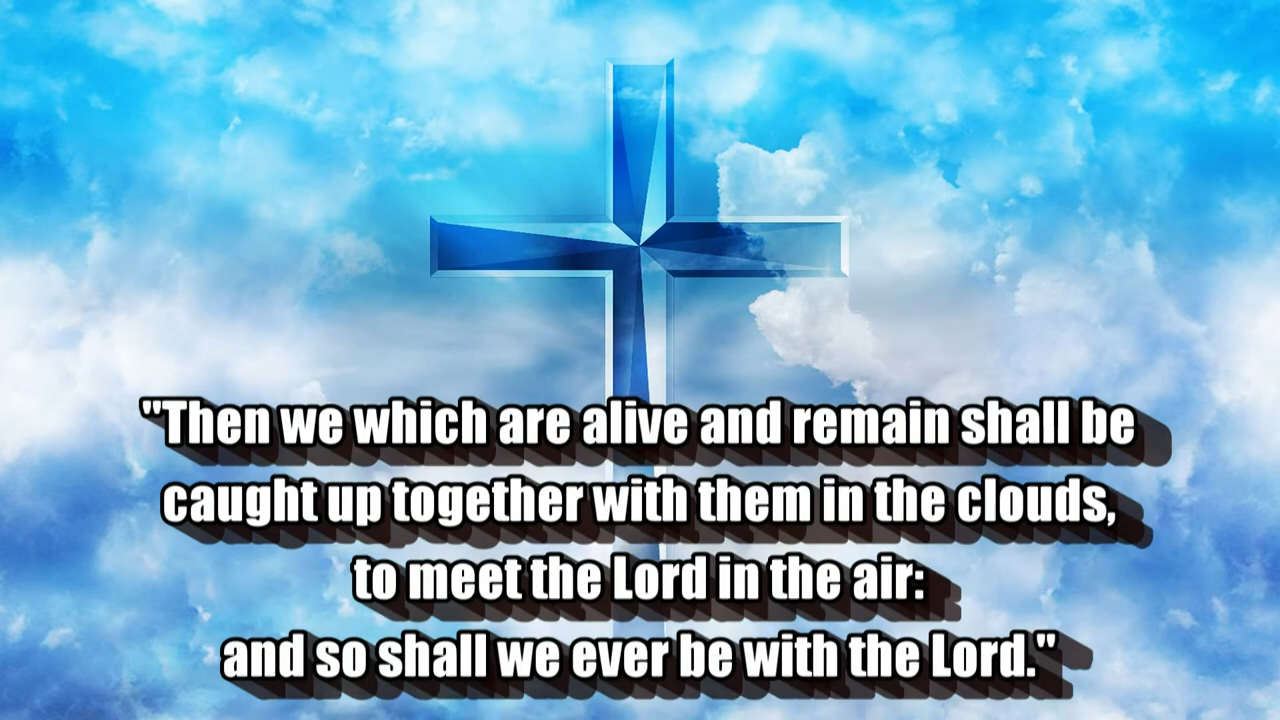 "Then we which are alive and remain shall be
caught up together with them in the clouds,
to meet the Lord in the air:
and so shall we ever be with the Lord."